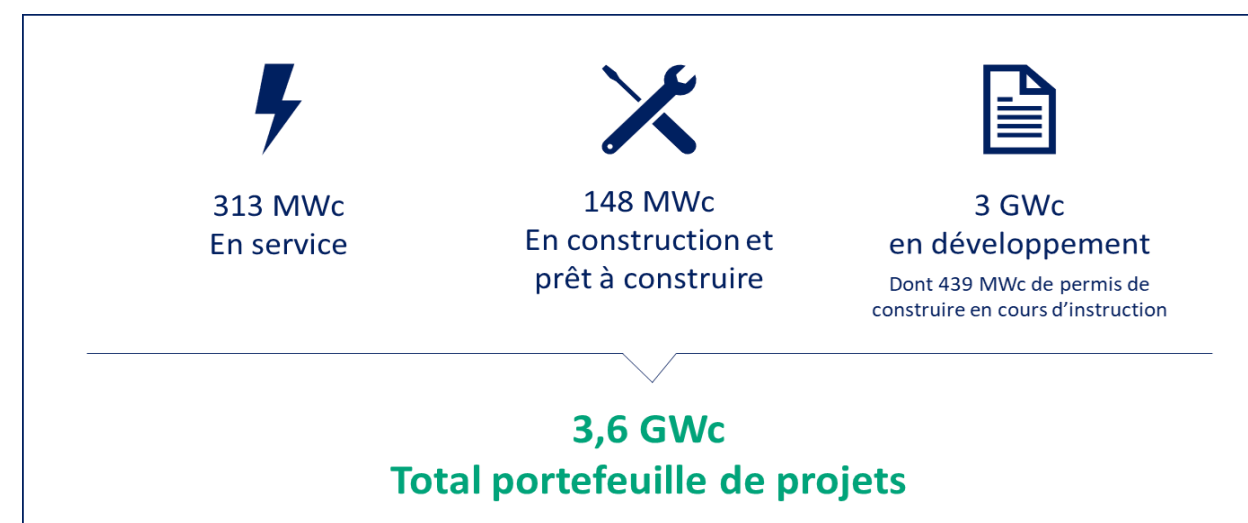 313 MWc
En service
148 MWc
En construction et
prêt à construire
3 GWc
en développement
Dont 439 MWc de permis de
construire en cours d’instruction
3,6 GWc
Total portefeuille de projets